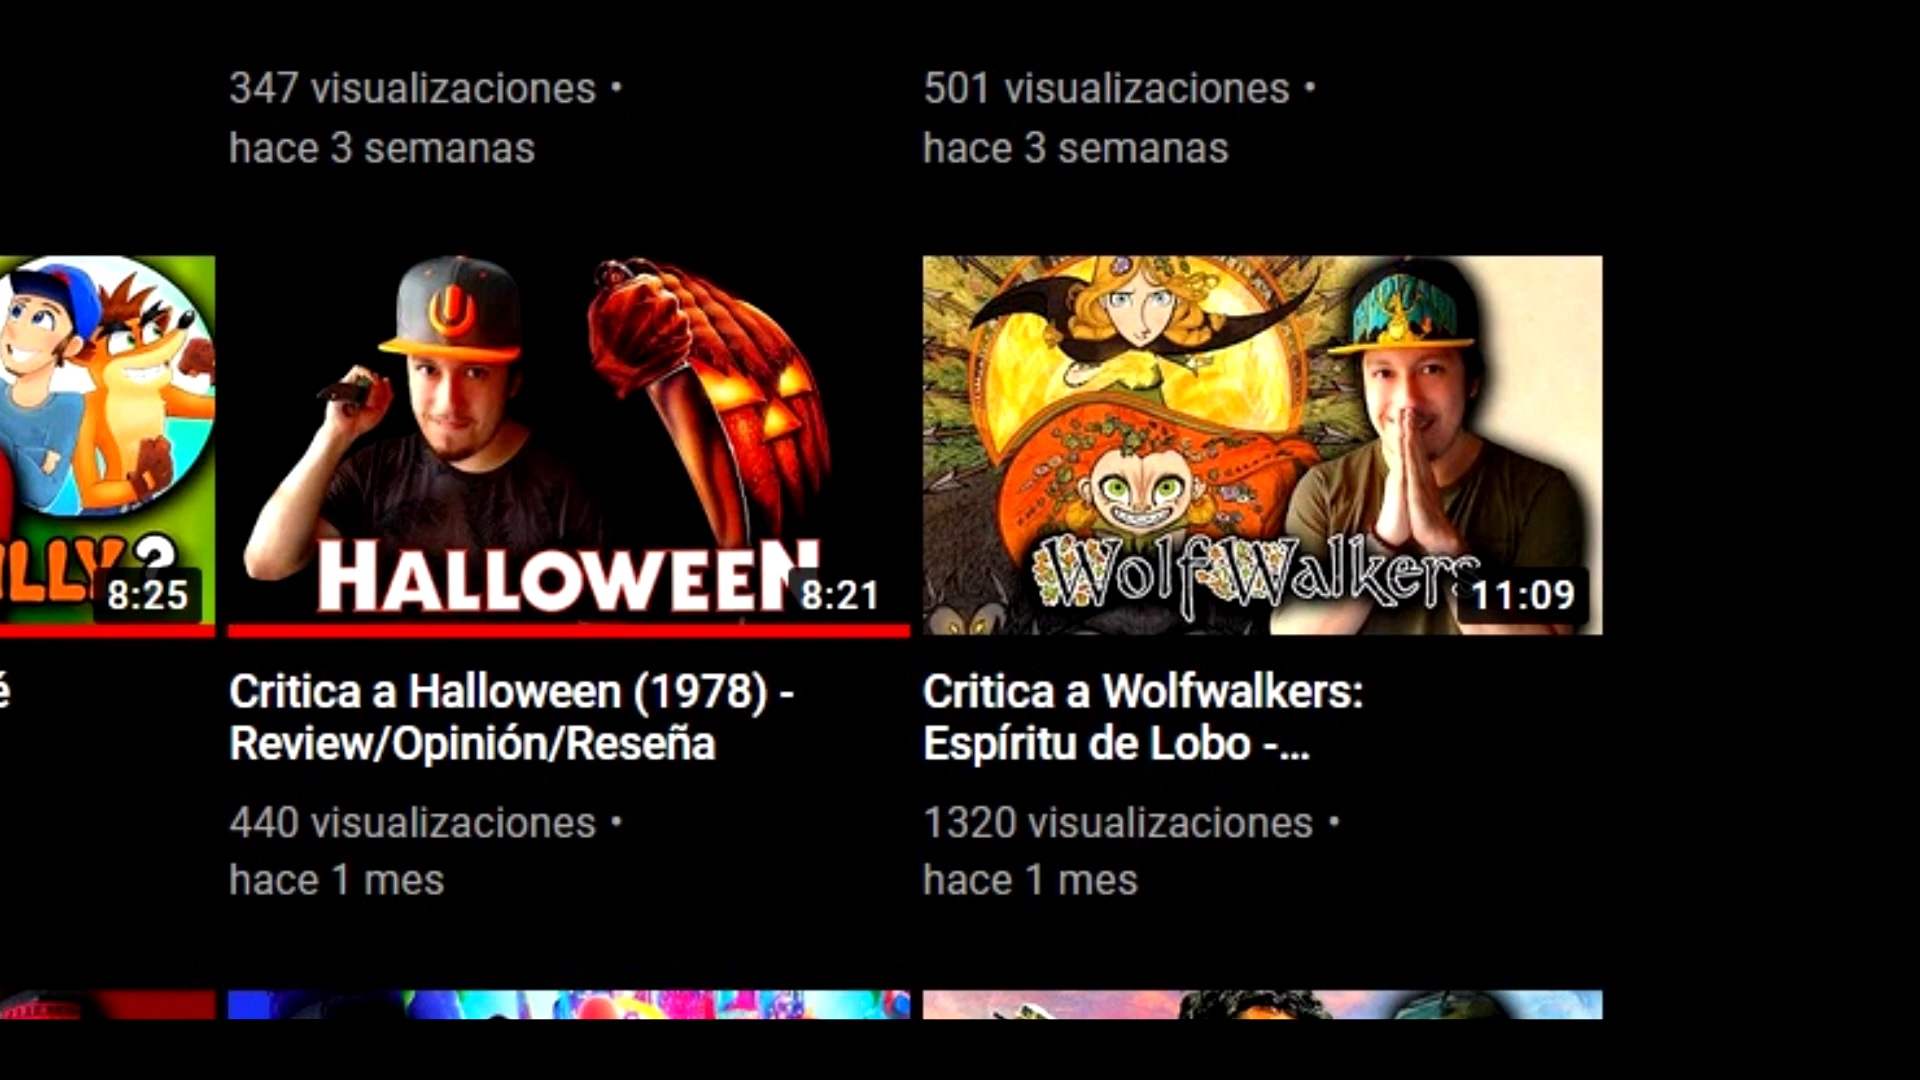 347 visualizaciones •
hace 3 semanas
501 visualizaciones •
hace 3 semanas
8:25
HALLOWEEN
8:21
WolfWalkers
11:09
é
Critica a Halloween (1978) -
Review/Opinión/Reseña
Critica a Wolfwalkers:
Espíritu de Lobo -...
440 visualizaciones •
hace 1 mes
1320 visualizaciones •
hace 1 mes